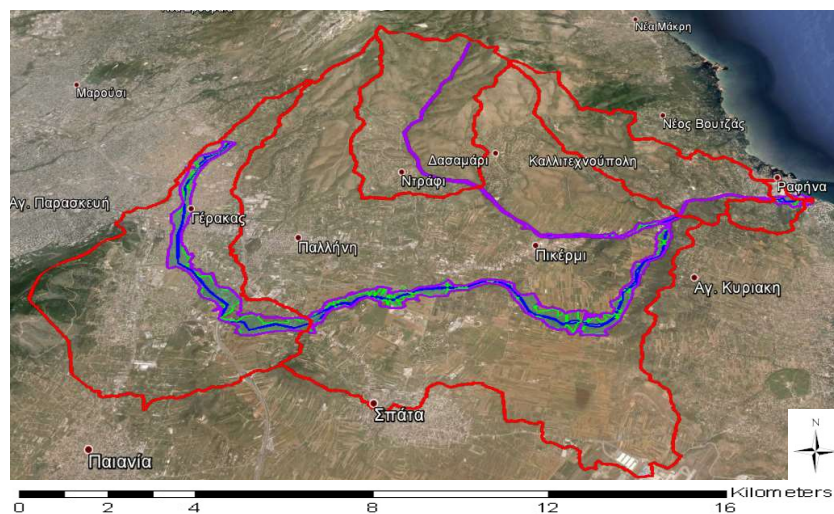 Νέα Μάκρη
Μαρούσι
Νέος Βουτζάς
Δασαμάρι
Καλλιτεχνούπολη
Ντράφι
Ραφήνα
Αγ. Παρασκευή
Γέρακας
Παλλήνη
Πικέρμι
Αγ. Κυριακη
Σπάτα
Παιανία
N
Kilometers
0 2 4 8 12 16